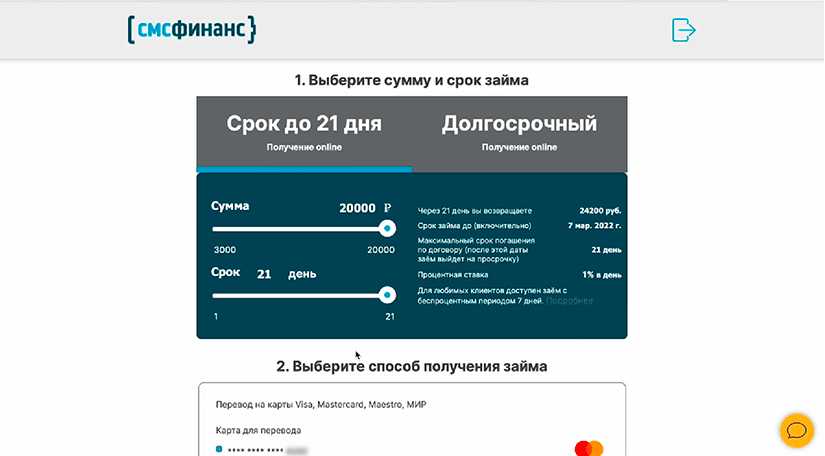 [смсфинанс}
1. Выберите сумму и срок займа
Срок до 21 дня
Получение online
Долгосрочный
Получение online
Сумма 20000 ₽
3000 20000
Срок 21 день
1 21
Через 21 день вы возвращаете 24200 руб.
Срок займа до (включительно) 7 мар. 2022 г.
Максимальный срок погашения
по договору (после этой даты 21 день
заём выйдет на просрочку)
Процентная ставка 1% в день
Для любимых клиентов доступен заём с
беспроцентным периодом 7 дней. Подробнее
2. Выберите способ получения займа
Перевод на карты Visa, Mastercard, Maestro, МИР
Карта для перевода
•••• •••• ••••